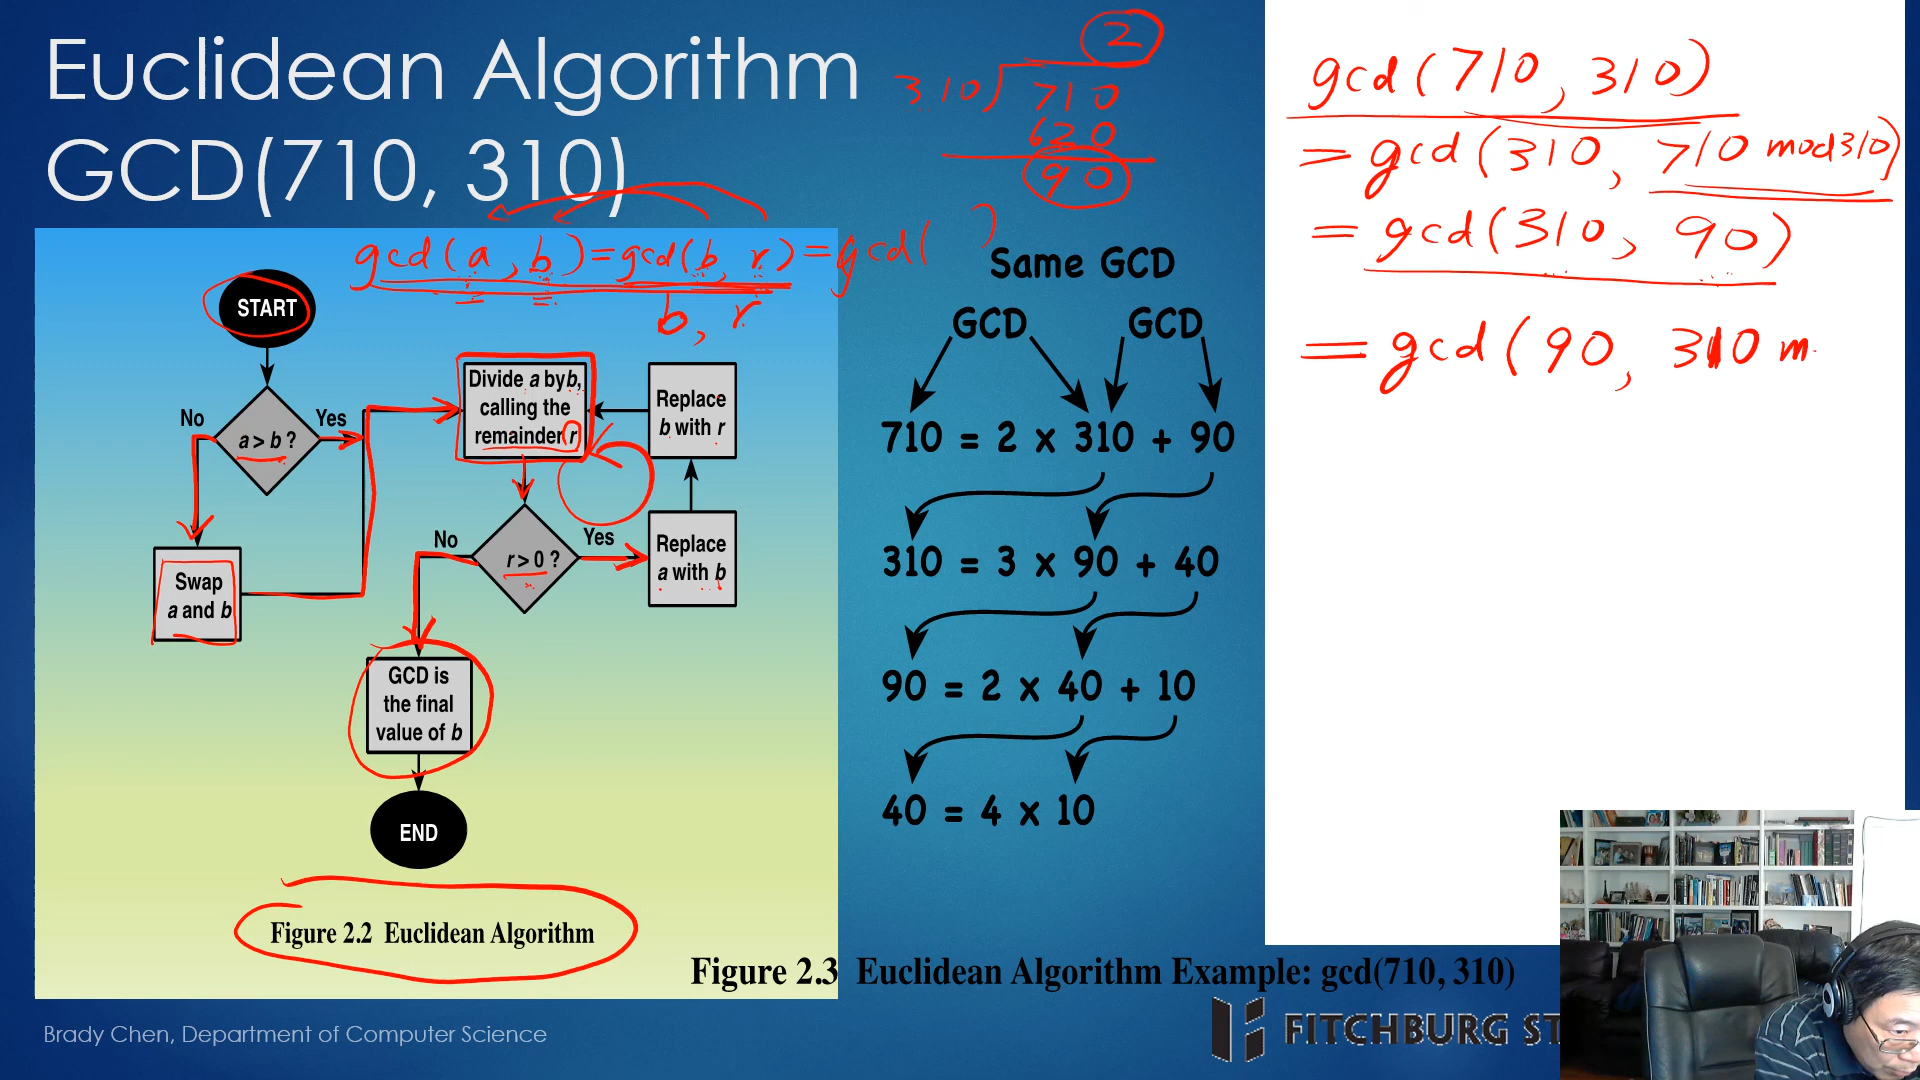 Euclidean Algorithm
GCD(710, 310)
2
310) 710
620
90
gcd(a, b) = gcd(b, r) = gcd( )
b, r
START
a > b ?
No
Yes
Swap
a and b
Divide a by b,
calling the
remainder r
Replace
b with r
r > 0 ?
No
Yes
Replace
a with b
GCD is
the final
value of b
END
Figure 2.2 Euclidean Algorithm
Same GCD
GCD GCD
710 = 2 x 310 + 90
310 = 3 x 90 + 40
90 = 2 x 40 + 10
40 = 4 x 10
Figure 2.3 Euclidean Algorithm Example: gcd(710, 310)
gcd(710, 310)
= gcd(310, 710 mod 310)
= gcd(310, 90)
= gcd(90, 310 m
Brady Chen, Department of Computer Science
FITCHBURG ST